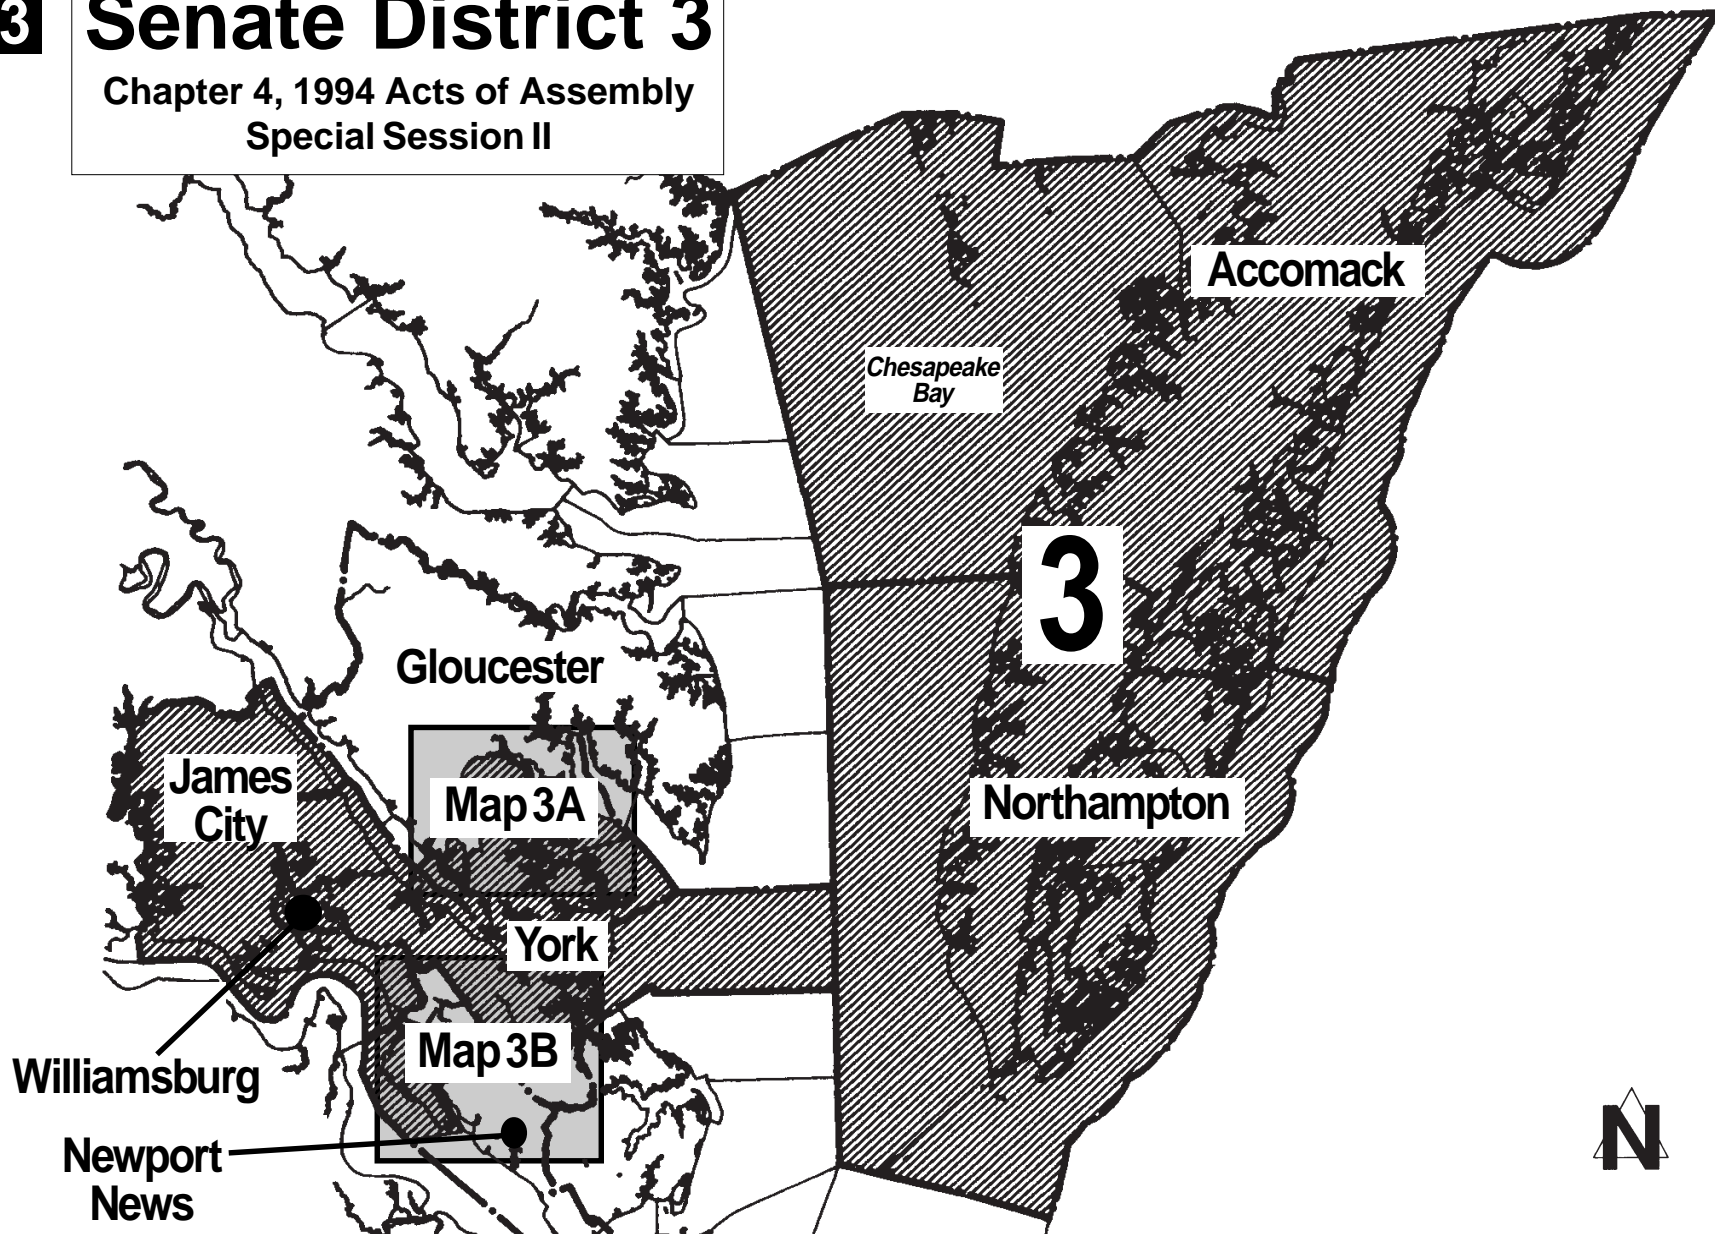 3
Senate District 3
Chapter 4, 1994 Acts of Assembly
Special Session II
Accomack
Chesapeake
Bay
3
Gloucester
James
City
Map 3A
Northampton
York
Map 3B
Williamsburg
Newport
News
N